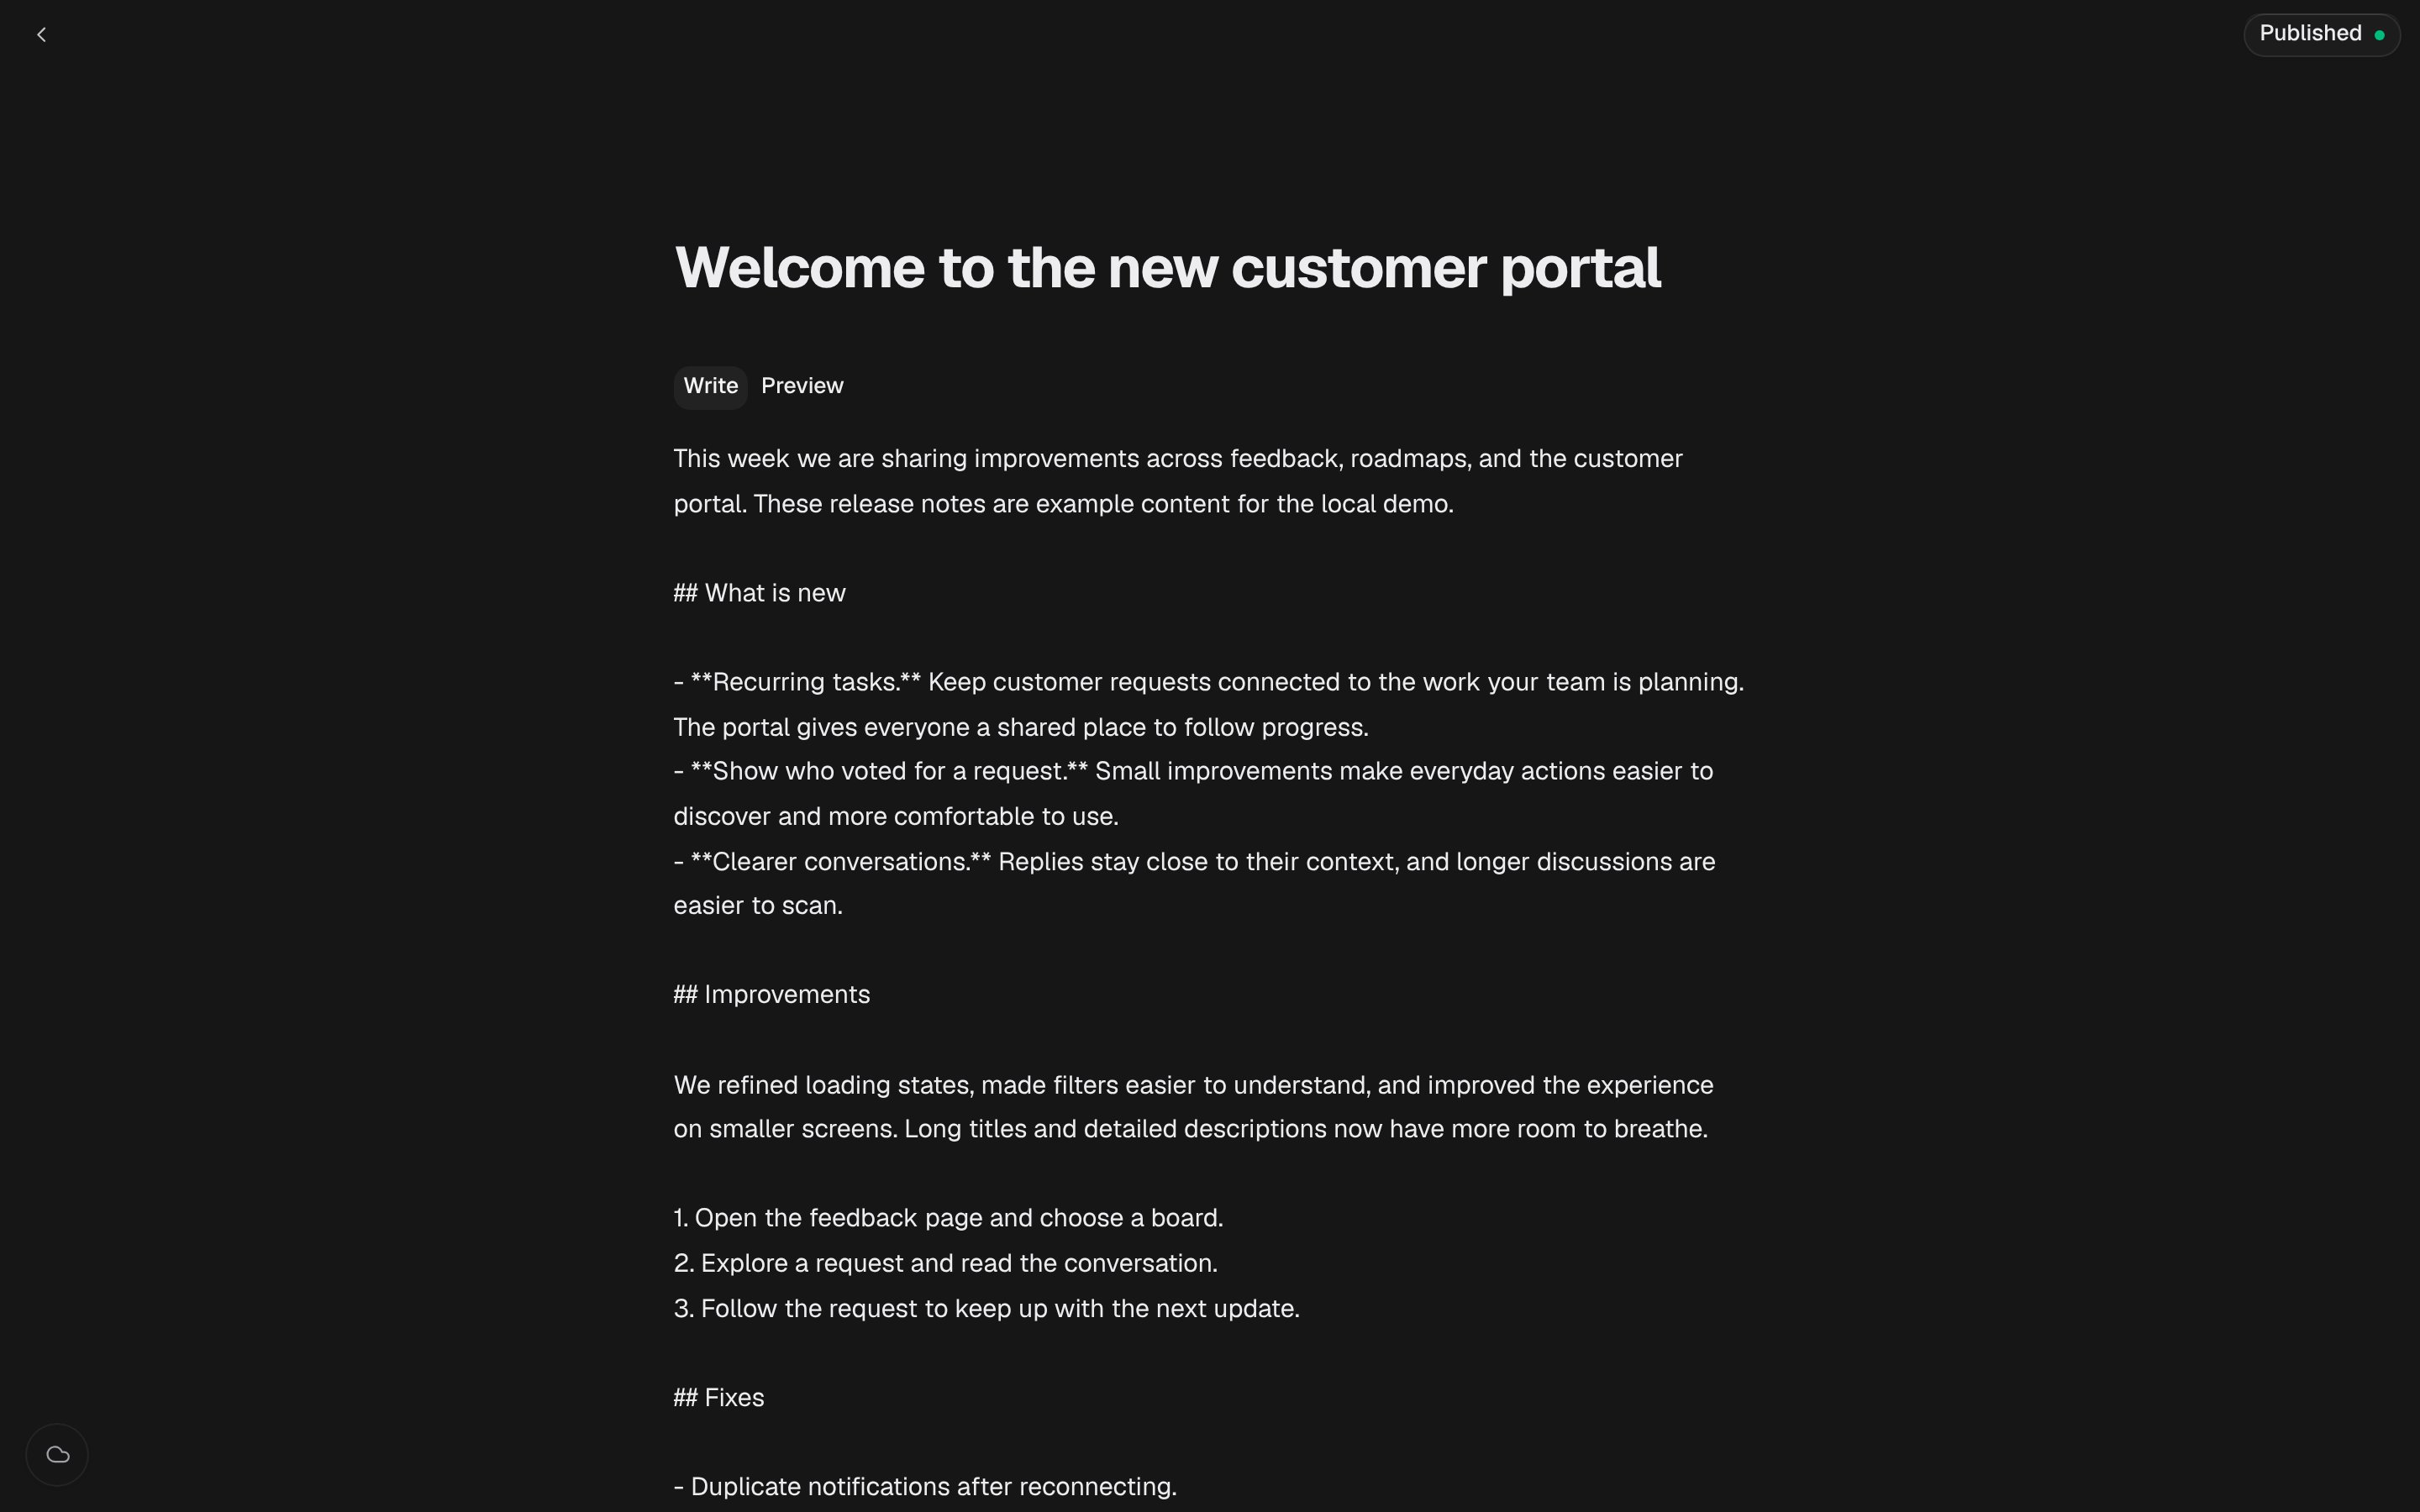 Published
Welcome to the new customer portal
Write Preview
This week we are sharing improvements across feedback, roadmaps, and the customer
portal. These release notes are example content for the local demo.
## What is new
- **Recurring tasks.** Keep customer requests connected to the work your team is planning.
The portal gives everyone a shared place to follow progress.
- **Show who voted for a request.** Small improvements make everyday actions easier to
discover and more comfortable to use.
- **Clearer conversations.** Replies stay close to their context, and longer discussions are
easier to scan.
## Improvements
We refined loading states, made filters easier to understand, and improved the experience
on smaller screens. Long titles and detailed descriptions now have more room to breathe.
1. Open the feedback page and choose a board.
2. Explore a request and read the conversation.
3. Follow the request to keep up with the next update.
## Fixes
- Duplicate notifications after reconnecting.